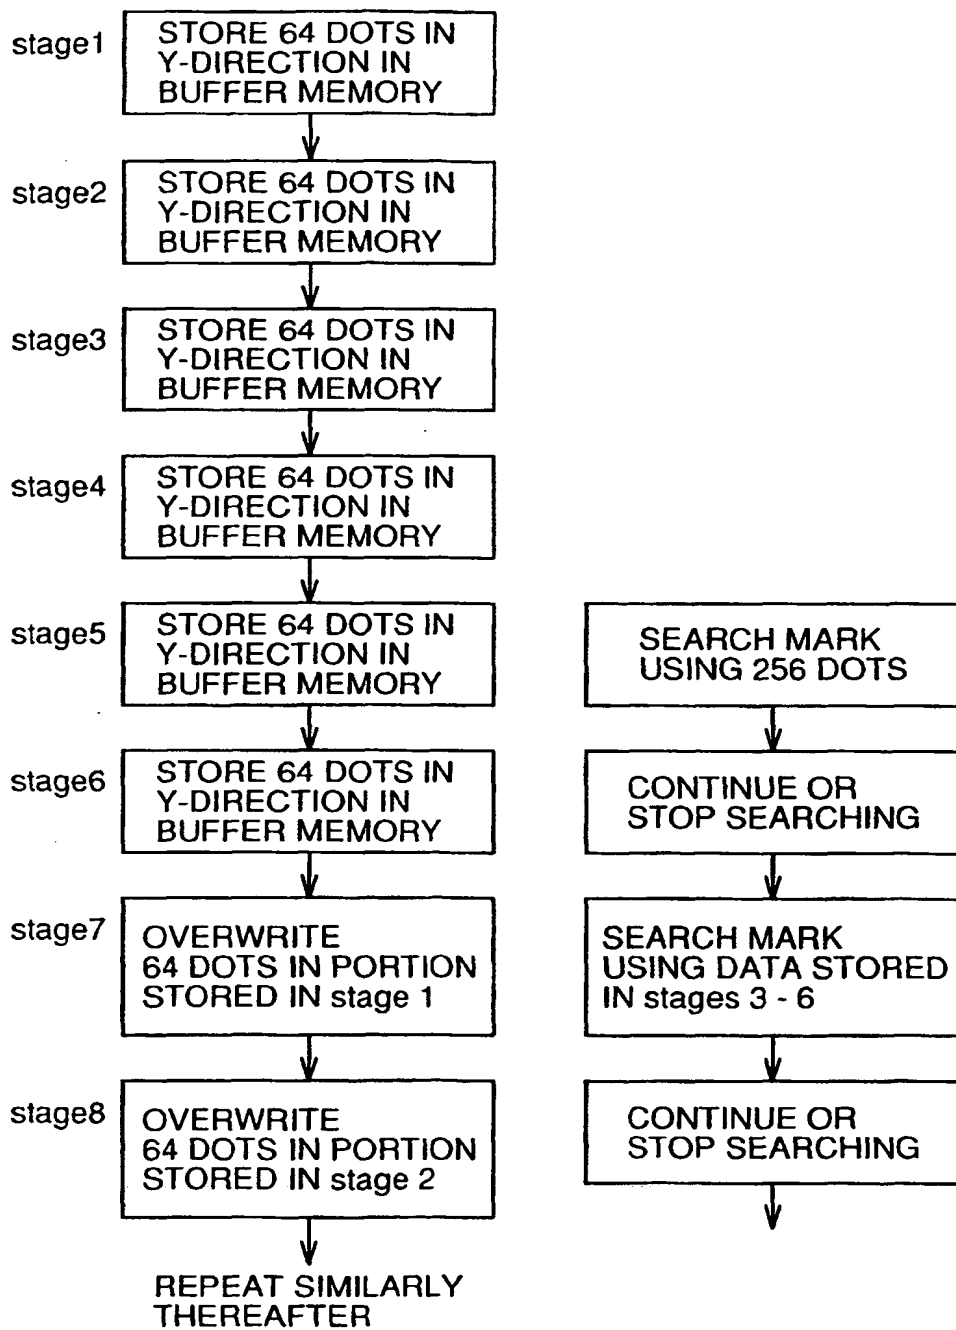 stage1
STORE 64 DOTS IN
Y-DIRECTION IN
BUFFER MEMORY
stage2
STORE 64 DOTS IN
Y-DIRECTION IN
BUFFER MEMORY
stage3
STORE 64 DOTS IN
Y-DIRECTION IN
BUFFER MEMORY
stage4
STORE 64 DOTS IN
Y-DIRECTION IN
BUFFER MEMORY
stage5
STORE 64 DOTS IN
Y-DIRECTION IN
BUFFER MEMORY
SEARCH MARK
USING 256 DOTS
stage6
STORE 64 DOTS IN
Y-DIRECTION IN
BUFFER MEMORY
CONTINUE OR
STOP SEARCHING
stage7
OVERWRITE
64 DOTS IN PORTION
STORED IN stage 1
SEARCH MARK
USING DATA STORED
IN stages 3 - 6
stage8
OVERWRITE
64 DOTS IN PORTION
STORED IN stage 2
CONTINUE OR
STOP SEARCHING
REPEAT SIMILARLY
THEREAFTER